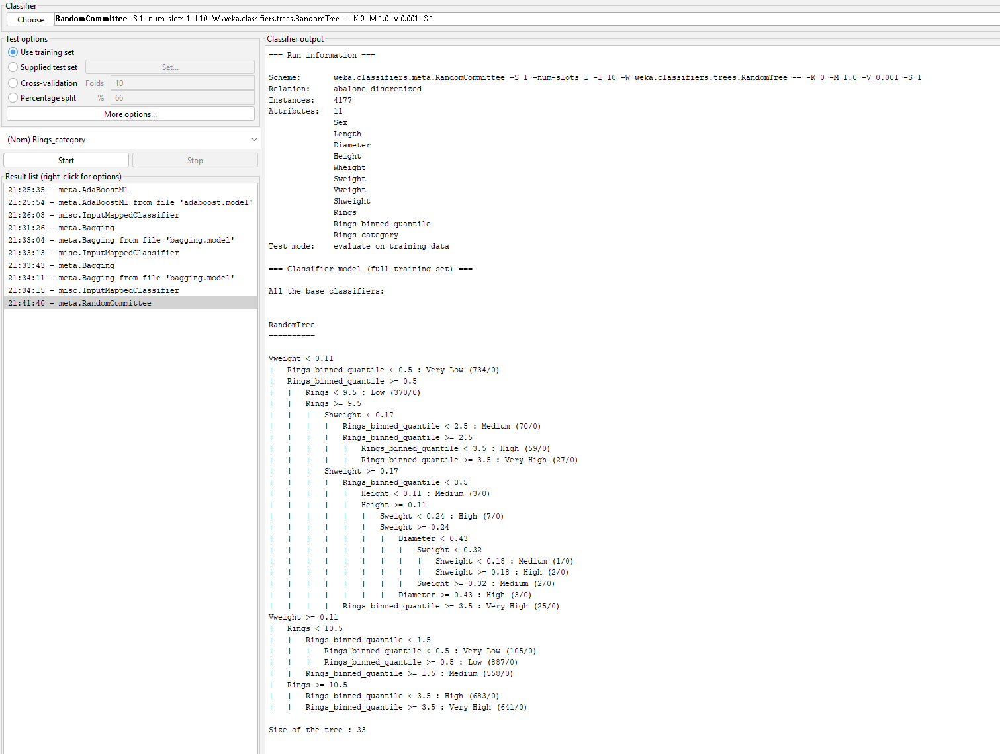 Classifier
Choose RandomCommittee -S 1 -num-slots 1 -I 10 -W weka.classifiers.trees.RandomTree -- -K 0 -M 1.0 -V 0.001 -S 1
Test options
Use training set
Supplied test set Set...
Cross-validation Folds 10
Percentage split % 66
More options...
(Nom) Rings_category
Start Stop
Result list (right-click for options)
21:25:35 - meta.AdaBoostM1
21:25:54 - meta.AdaBoostM1 from file 'adaboost.model'
21:26:03 - misc.InputMappedClassifier
21:31:26 - meta.Bagging
21:33:04 - meta.Bagging from file 'bagging.model'
21:33:13 - misc.InputMappedClassifier
21:33:43 - meta.Bagging
21:34:11 - meta.Bagging from file 'bagging.model'
21:34:15 - misc.InputMappedClassifier
21:41:40 - meta.RandomCommittee
Classifier output
=== Run information ===
Scheme: weka.classifiers.meta.RandomCommittee -S 1 -num-slots 1 -I 10 -W weka.classifiers.trees.RandomTree -- -K 0 -M 1.0 -V 0.001 -S 1
Relation: abalone_discretized
Instances: 4177
Attributes: 11
Sex
Length
Diameter
Height
Wheight
Sweight
Vweight
Shweight
Rings
Rings_binned_quantile
Rings_category
Test mode: evaluate on training data
=== Classifier model (full training set) ===
All the base classifiers:
RandomTree
==========
Vweight < 0.11
| Rings_binned_quantile < 0.5 : Very Low (734/0)
| Rings_binned_quantile >= 0.5
| | Rings < 9.5 : Low (370/0)
| | Rings >= 9.5
| | | Shweight < 0.17
| | | | Rings_binned_quantile < 2.5 : Medium (70/0)
| | | | Rings_binned_quantile >= 2.5
| | | | | Rings_binned_quantile < 3.5 : High (59/0)
| | | | | Rings_binned_quantile >= 3.5 : Very High (27/0)
| | | Shweight >= 0.17
| | | | Rings_binned_quantile < 3.5
| | | | | Height < 0.11 : Medium (3/0)
| | | | | Height >= 0.11
| | | | | | Sweight < 0.24 : High (7/0)
| | | | | | Sweight >= 0.24
| | | | | | | Diameter < 0.43
| | | | | | | | Sweight < 0.32
| | | | | | | | | Shweight < 0.18 : Medium (1/0)
| | | | | | | | | Shweight >= 0.18 : High (2/0)
| | | | | | | | Sweight >= 0.32 : Medium (2/0)
| | | | | | | Diameter >= 0.43 : High (3/0)
| | | | Rings_binned_quantile >= 3.5 : Very High (25/0)
Vweight >= 0.11
| Rings < 10.5
| | Rings_binned_quantile < 1.5
| | | Rings_binned_quantile < 0.5 : Very Low (105/0)
| | | Rings_binned_quantile >= 0.5 : Low (887/0)
| | Rings_binned_quantile >= 1.5 : Medium (558/0)
| Rings >= 10.5
| | Rings_binned_quantile < 3.5 : High (683/0)
| | Rings_binned_quantile >= 3.5 : Very High (641/0)
Size of the tree : 33